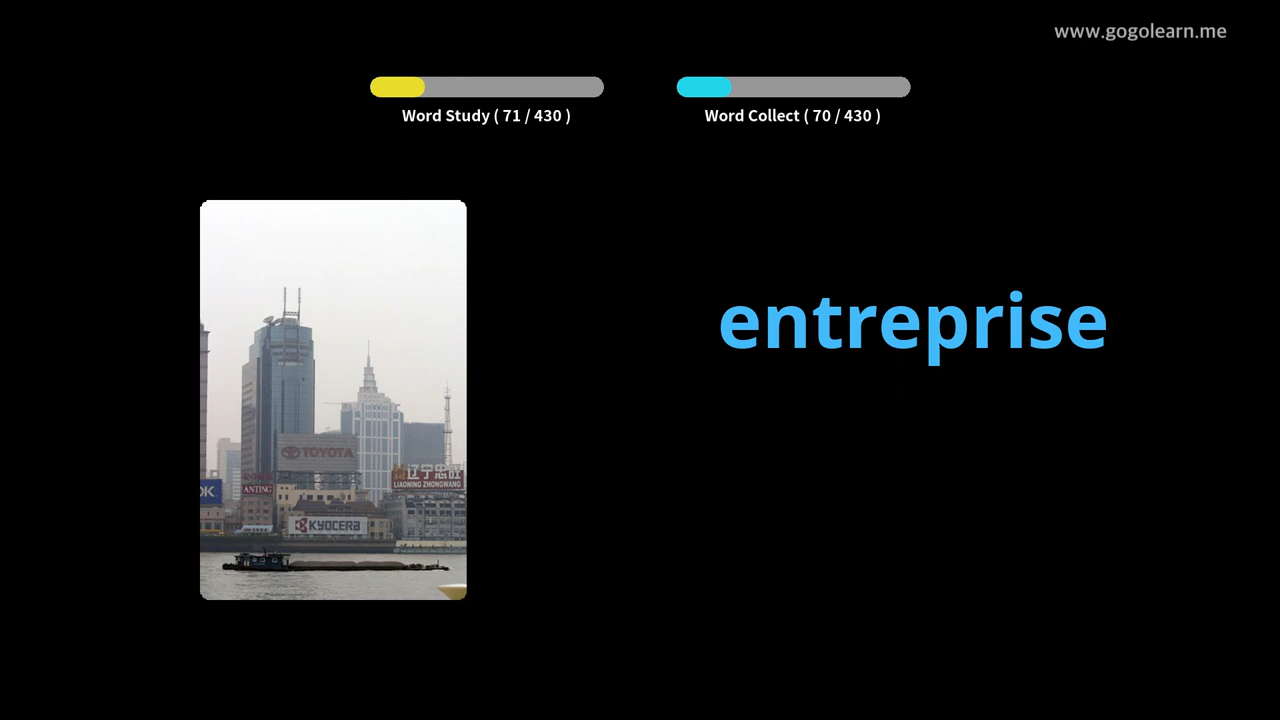 www.gogolearn.me
Word Study ( 71 / 430 )
Word Collect ( 70 / 430 )
entreprise
TOYOTA
辽宁忠旺
LIAONING ZHONGWANG
ANTING
OK
KYOCERA